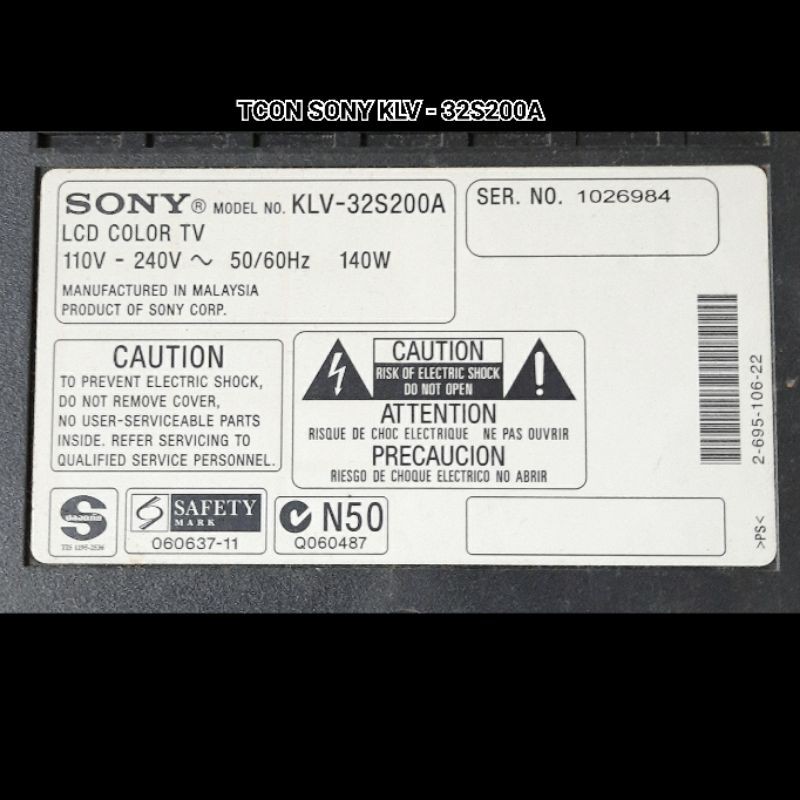 TCON SONY KLV - 32S200A
SONY® MODEL NO. KLV-32S200A
LCD COLOR TV
110V - 240V ~ 50/60Hz 140W
MANUFACTURED IN MALAYSIA
PRODUCT OF SONY CORP.
SER. NO. 1026984
CAUTION
TO PREVENT ELECTRIC SHOCK,
DO NOT REMOVE COVER,
NO USER-SERVICEABLE PARTS
INSIDE. REFER SERVICING TO
QUALIFIED SERVICE PERSONNEL.
CAUTION
RISK OF ELECTRIC SHOCK
DO NOT OPEN
ATTENTION
RISQUE DE CHOC ELECTRIQUE NE PAS OUVRIR
PRECAUCION
RIESGO DE CHOQUE ELECTRICO NO ABRIR
2-695-106-22
>PS<
SAFETY
MARK
060637-11
N50
Q060487